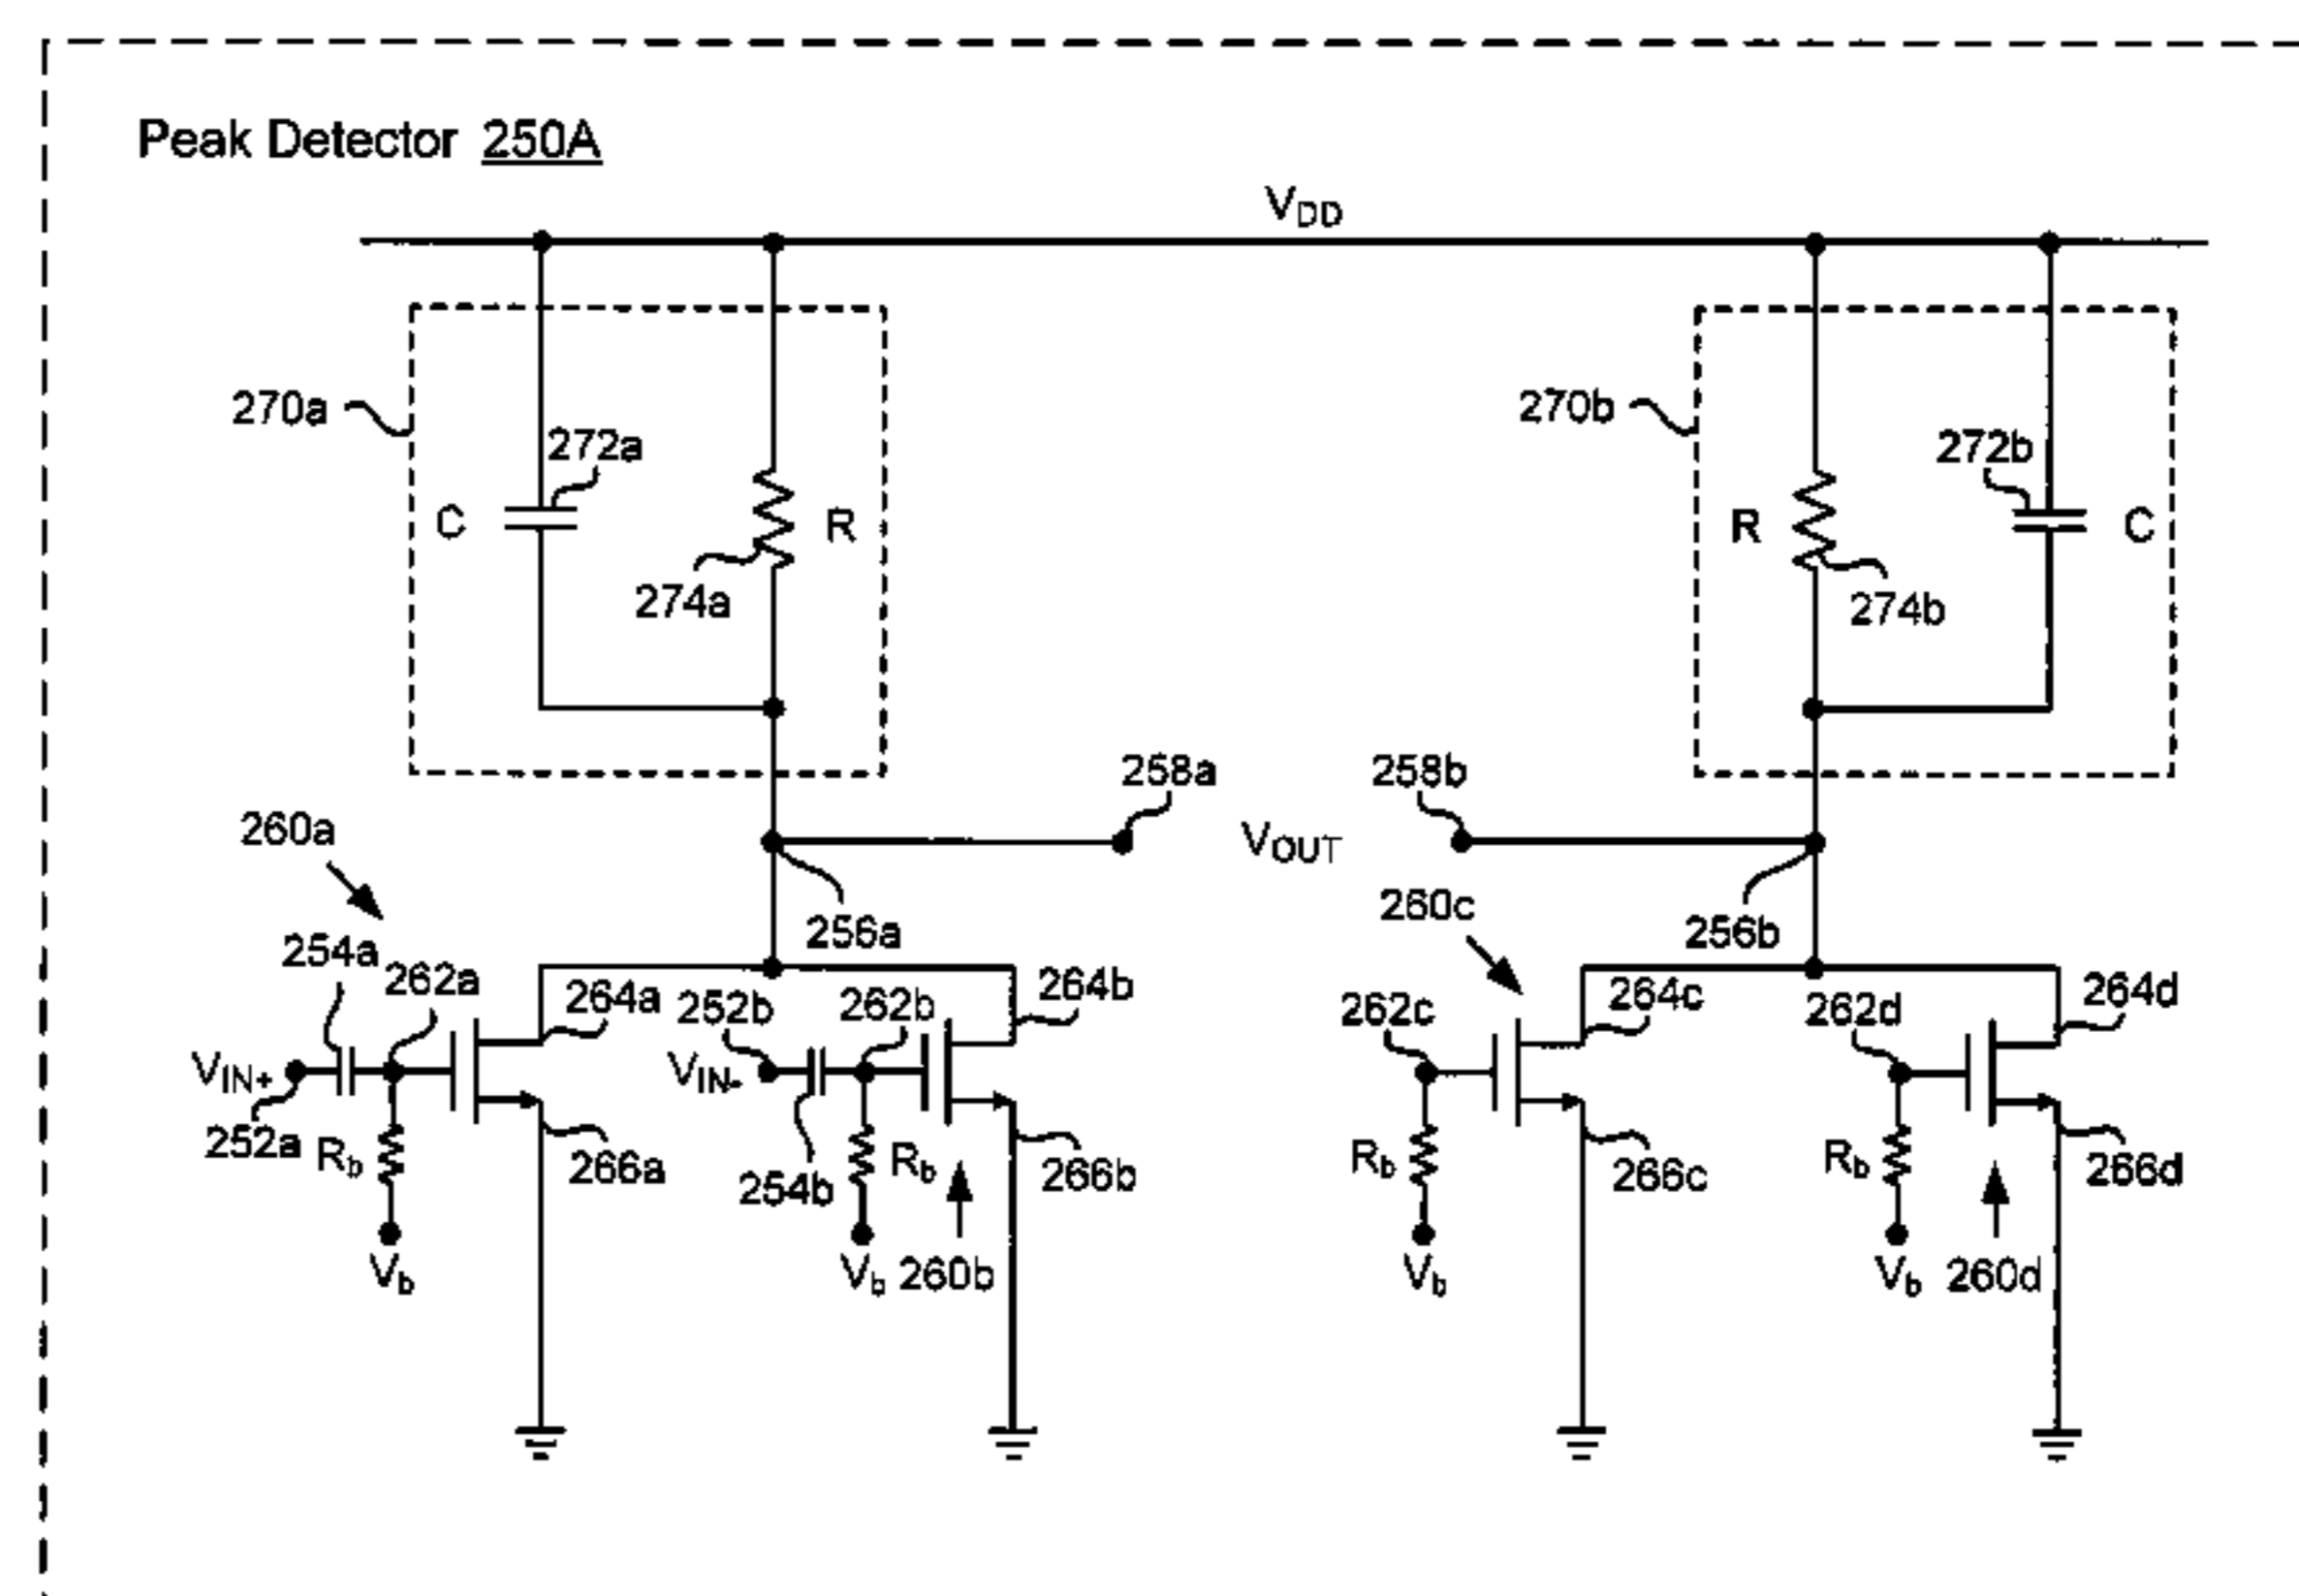 Peak Detector 250A
VDD
270a
272a
C
R
274a
270b
272b
R
C
274b
258a
258b
VOUT
260a
256a
260c
256b
254a
262a
264a
252b
262b
264b
262c
264c
262d
264d
VIN+
VIN-
252a
Rb
266a
254b
Rb
266b
Rb
266c
Rb
266d
Vb
Vb
260b
Vb
Vb
260d